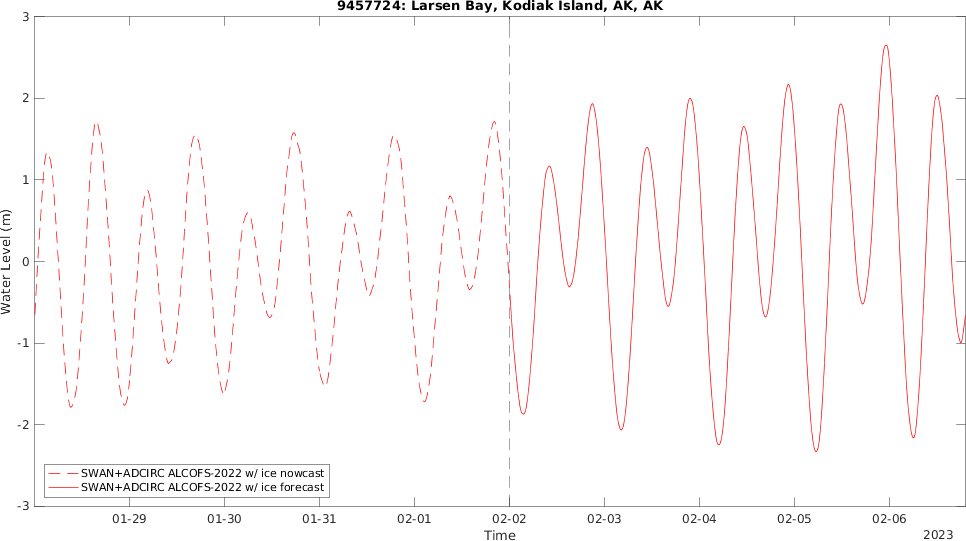 9457724: Larsen Bay, Kodiak Island, AK, AK
3
2
1
0
-1
-2
-3
Water Level (m)
SWAN+ADCIRC ALCOFS-2022 w/ ice nowcast
SWAN+ADCIRC ALCOFS-2022 w/ ice forecast
01-29 01-30 01-31 02-01 02-02 02-03 02-04 02-05 02-06
Time
2023